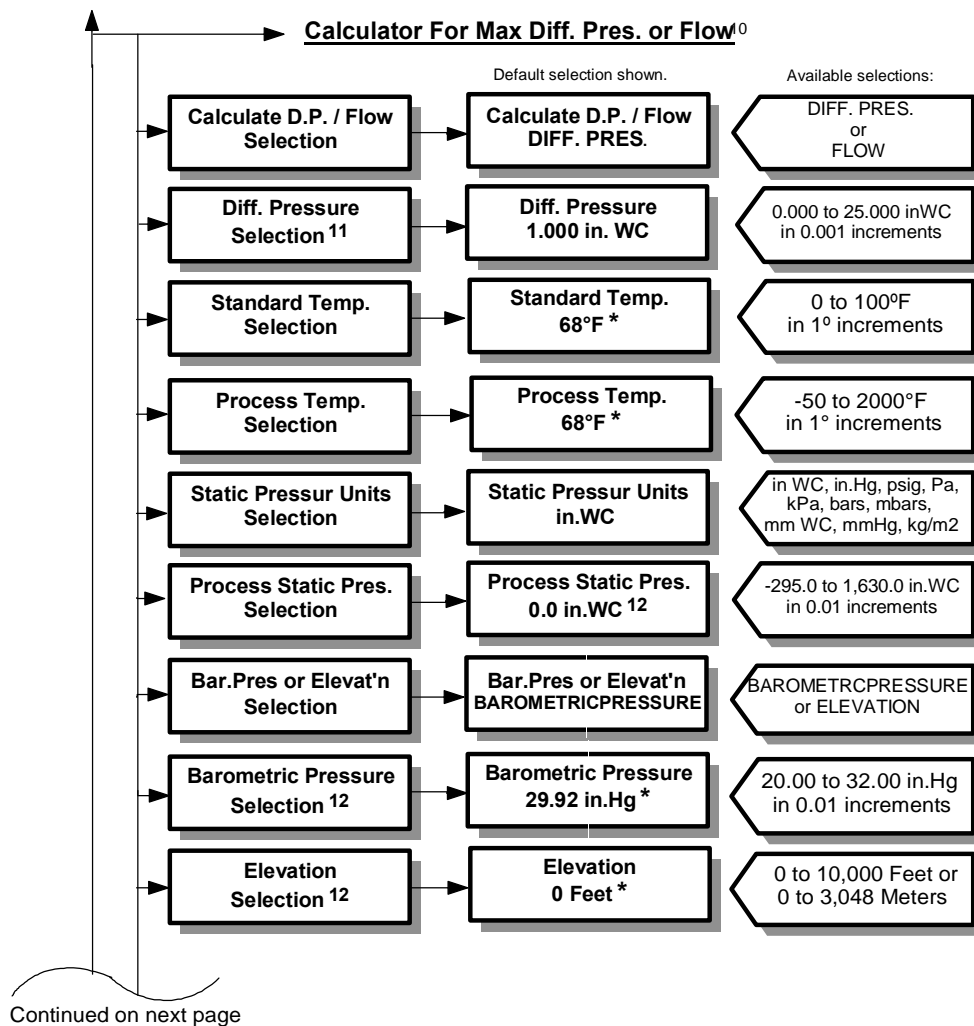 Calculator For Max Diff. Pres. or Flow10
Default selection shown.
Available selections:
Calculate D.P. / Flow
Selection
Calculate D.P. / Flow
DIFF. PRES.
DIFF. PRES.
or
FLOW
Diff. Pressure
Selection 11
Diff. Pressure
1.000 in. WC
0.000 to 25.000 inWC
in 0.001 increments
Standard Temp.
Selection
Standard Temp.
68°F *
0 to 100ºF
in 1º increments
Process Temp.
Selection
Process Temp.
68°F *
-50 to 2000°F
in 1° increments
Static Pressur Units
Selection
Static Pressur Units
in.WC
in WC, in.Hg, psig, Pa,
kPa, bars, mbars,
mm WC, mmHg, kg/m2
Process Static Pres.
Selection
Process Static Pres.
0.0 in.WC 12
-295.0 to 1,630.0 in.WC
in 0.01 increments
Bar.Pres or Elevat'n
Selection
Bar.Pres or Elevat'n
BAROMETRICPRESSURE
BAROMETRCPRESSURE
or ELEVATION
Barometric Pressure
Selection 12
Barometric Pressure
29.92 in.Hg *
20.00 to 32.00 in.Hg
in 0.01 increments
Elevation
Selection 12
Elevation
0 Feet *
0 to 10,000 Feet or
0 to 3,048 Meters
Continued on next page